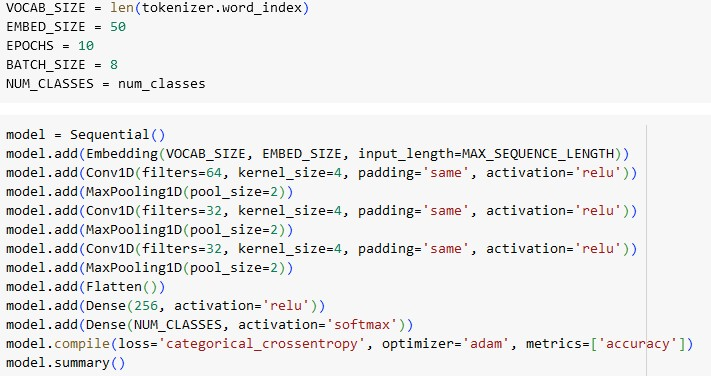 VOCAB_SIZE = len(tokenizer.word_index)
EMBED_SIZE = 50
EPOCHS = 10
BATCH_SIZE = 8
NUM_CLASSES = num_classes
model = Sequential()
model.add(Embedding(VOCAB_SIZE, EMBED_SIZE, input_length=MAX_SEQUENCE_LENGTH))
model.add(Conv1D(filters=64, kernel_size=4, padding='same', activation='relu'))
model.add(MaxPooling1D(pool_size=2))
model.add(Conv1D(filters=32, kernel_size=4, padding='same', activation='relu'))
model.add(MaxPooling1D(pool_size=2))
model.add(Conv1D(filters=32, kernel_size=4, padding='same', activation='relu'))
model.add(MaxPooling1D(pool_size=2))
model.add(Flatten())
model.add(Dense(256, activation='relu'))
model.add(Dense(NUM_CLASSES, activation='softmax'))
model.compile(loss='categorical_crossentropy', optimizer='adam', metrics=['accuracy'])
model.summary()